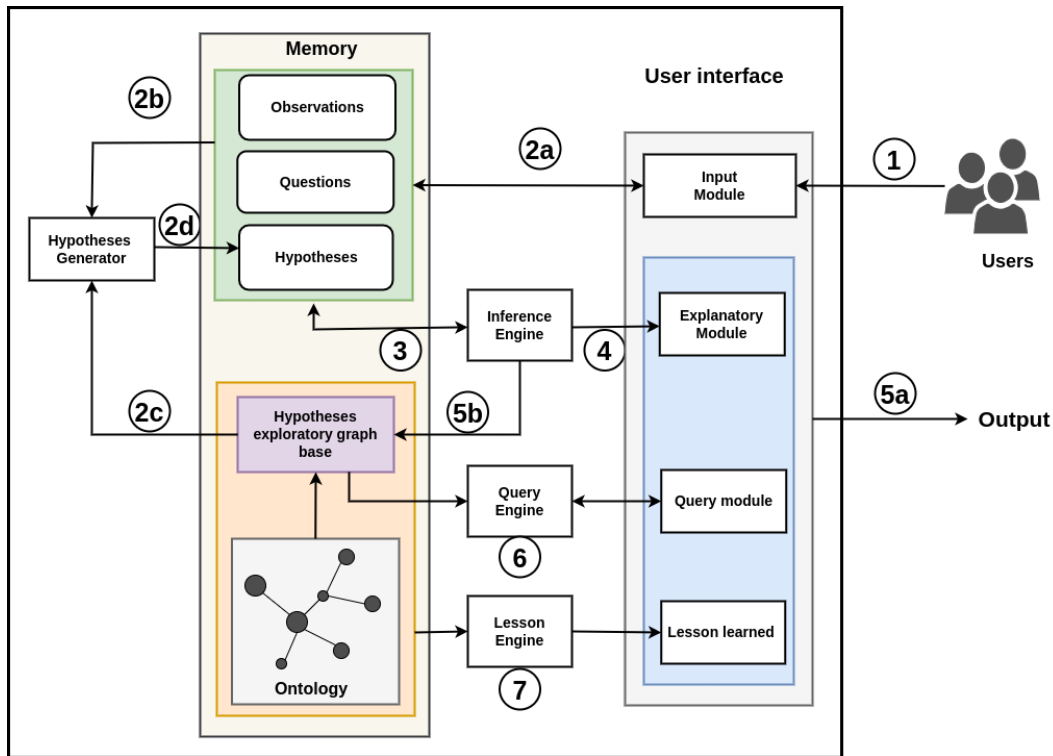 Memory
User interface
2b
Observations
2a
1
Questions
Input
Module
2d
Hypotheses
Generator
Hypotheses
Users
Inference
Engine
Explanatory
Module
3
4
2c
Hypotheses
exploratory graph
base
5b
5a
Output
Query
Engine
Query module
6
Lesson
Engine
Lesson learned
Ontology
7